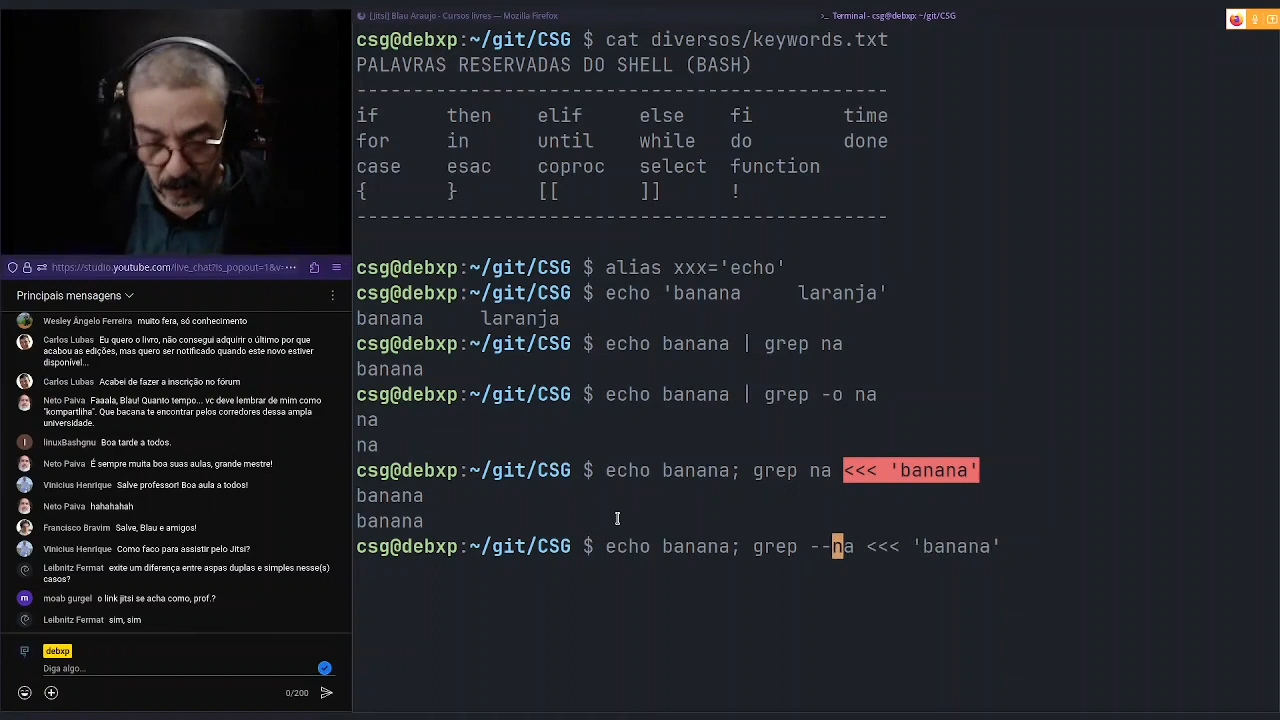 [Jitsi] Blau Araujo - Cursos livres — Mozilla Firefox
>_ Terminal - csg@debxp: ~/git/CSG
csg@debxp:~/git/CSG $ cat diversos/keywords.txt
PALAVRAS RESERVADAS DO SHELL (BASH)
-----------------------------------------------
if then elif else fi time
for in until while do done
case esac coproc select function
{ } [[ ]] !
-----------------------------------------------
csg@debxp:~/git/CSG $ alias xxx='echo'
csg@debxp:~/git/CSG $ echo 'banana     laranja'
banana     laranja
csg@debxp:~/git/CSG $ echo banana | grep na
banana
csg@debxp:~/git/CSG $ echo banana | grep -o na
na
na
csg@debxp:~/git/CSG $ echo banana; grep na <<< 'banana'
banana
banana
csg@debxp:~/git/CSG $ echo banana; grep --na <<< 'banana'
https://studio.youtube.com/live_chat?is_popout=1&v=···
Principais mensagens
Wesley Ângelo Ferreira muito fera, só conhecimento
Carlos Lubas Eu quero o livro, não consegui adquirir o último por que
acabou as edições, mas quero ser notificado quando este novo estiver
disponível...
Carlos Lubas Acabei de fazer a inscrição no fórum
Neto Paiva Faaala, Blau! Quanto tempo... vc deve lembrar de mim como
"kompartlha". Que bacana te encontrar pelos corredores dessa ampla
universidade.
linuxBashgnu Boa tarde a todos.
Neto Paiva É sempre muita boa suas aulas, grande mestre!
Vinicius Henrique Salve professor! Boa aula a todos!
Neto Paiva hahahahah
Francisco Bravim Salve, Blau e amigos!
Vinicius Henrique Como faco para assistir pelo Jitsi?
Leibnitz Fermat exite um diferença entre aspas duplas e simples nesse(s)
casos?
moab gurgel o link jitsi se acha como, prof.?
Leibnitz Fermat sim, sim
debxp
Diga algo...
0/200